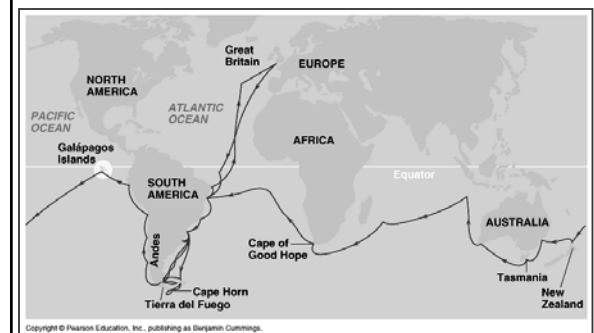 Great
Britain
EUROPE
NORTH
AMERICA
ATLANTIC
OCEAN
PACIFIC
OCEAN
AFRICA
Galápagos
Islands
Equator
SOUTH
AMERICA
AUSTRALIA
Andes
Cape of
Good Hope
Tasmania
Cape Horn
New
Zealand
Tierra del Fuego
Copyright © Pearson Education, Inc., publishing as Benjamin Cummings.